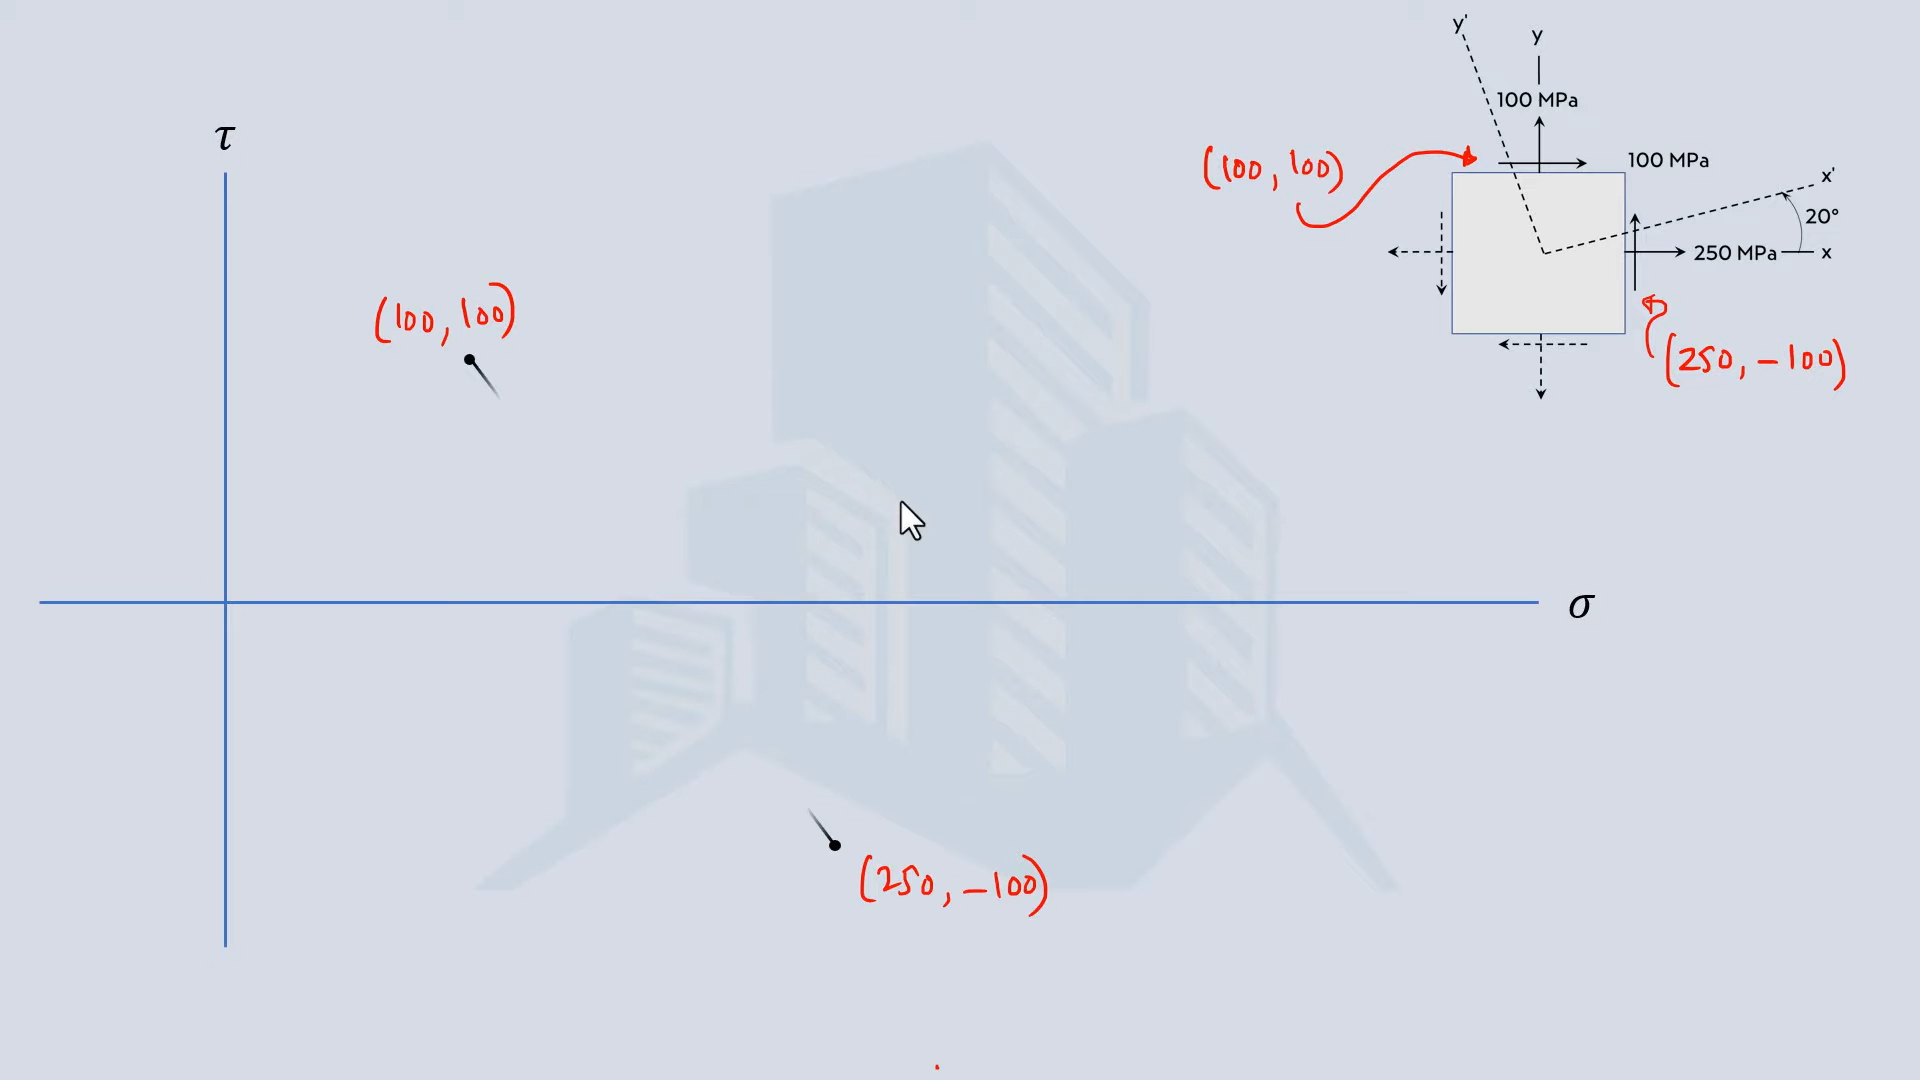 y'
y
100 MPa
τ
(100, 100)
100 MPa
x'
20°
250 MPa
x
(100, 100)
(250, -100)
σ
(250, -100)